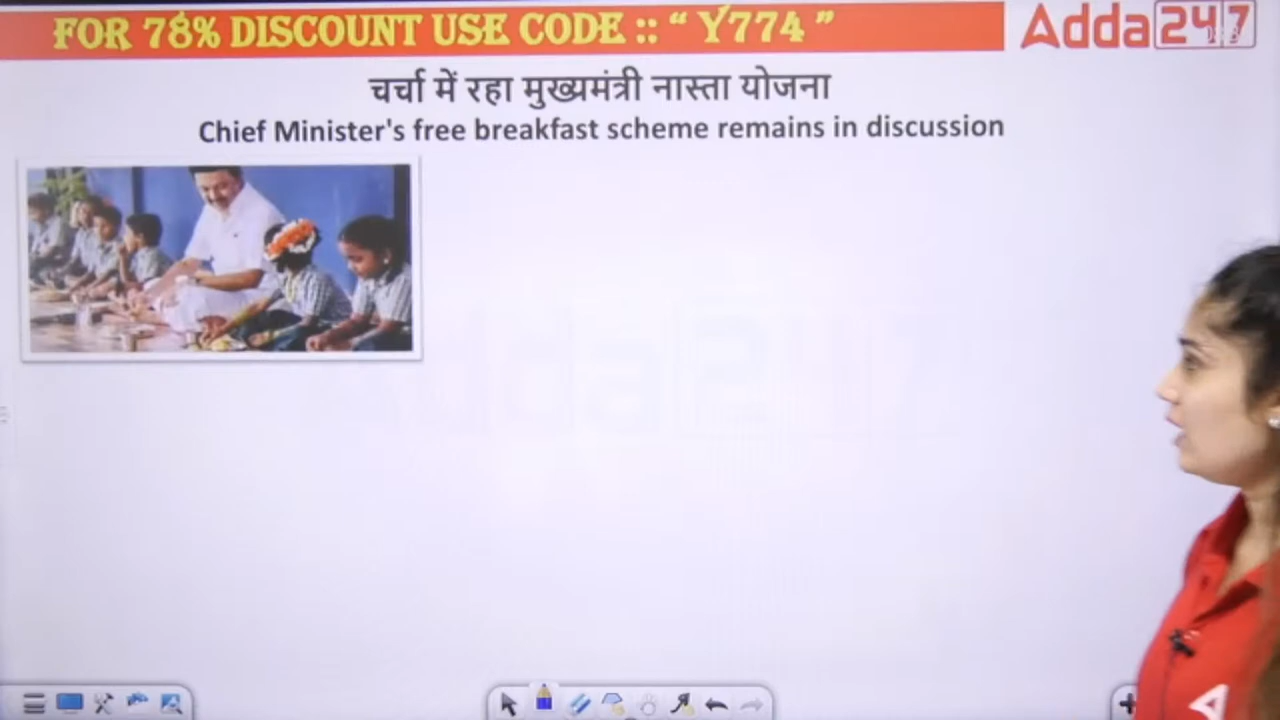 FOR 78% DISCOUNT USE CODE :: “ Y774 ”
Adda247
चर्चा में रहा मुख्यमंत्री नास्ता योजना
Chief Minister's free breakfast scheme remains in discussion